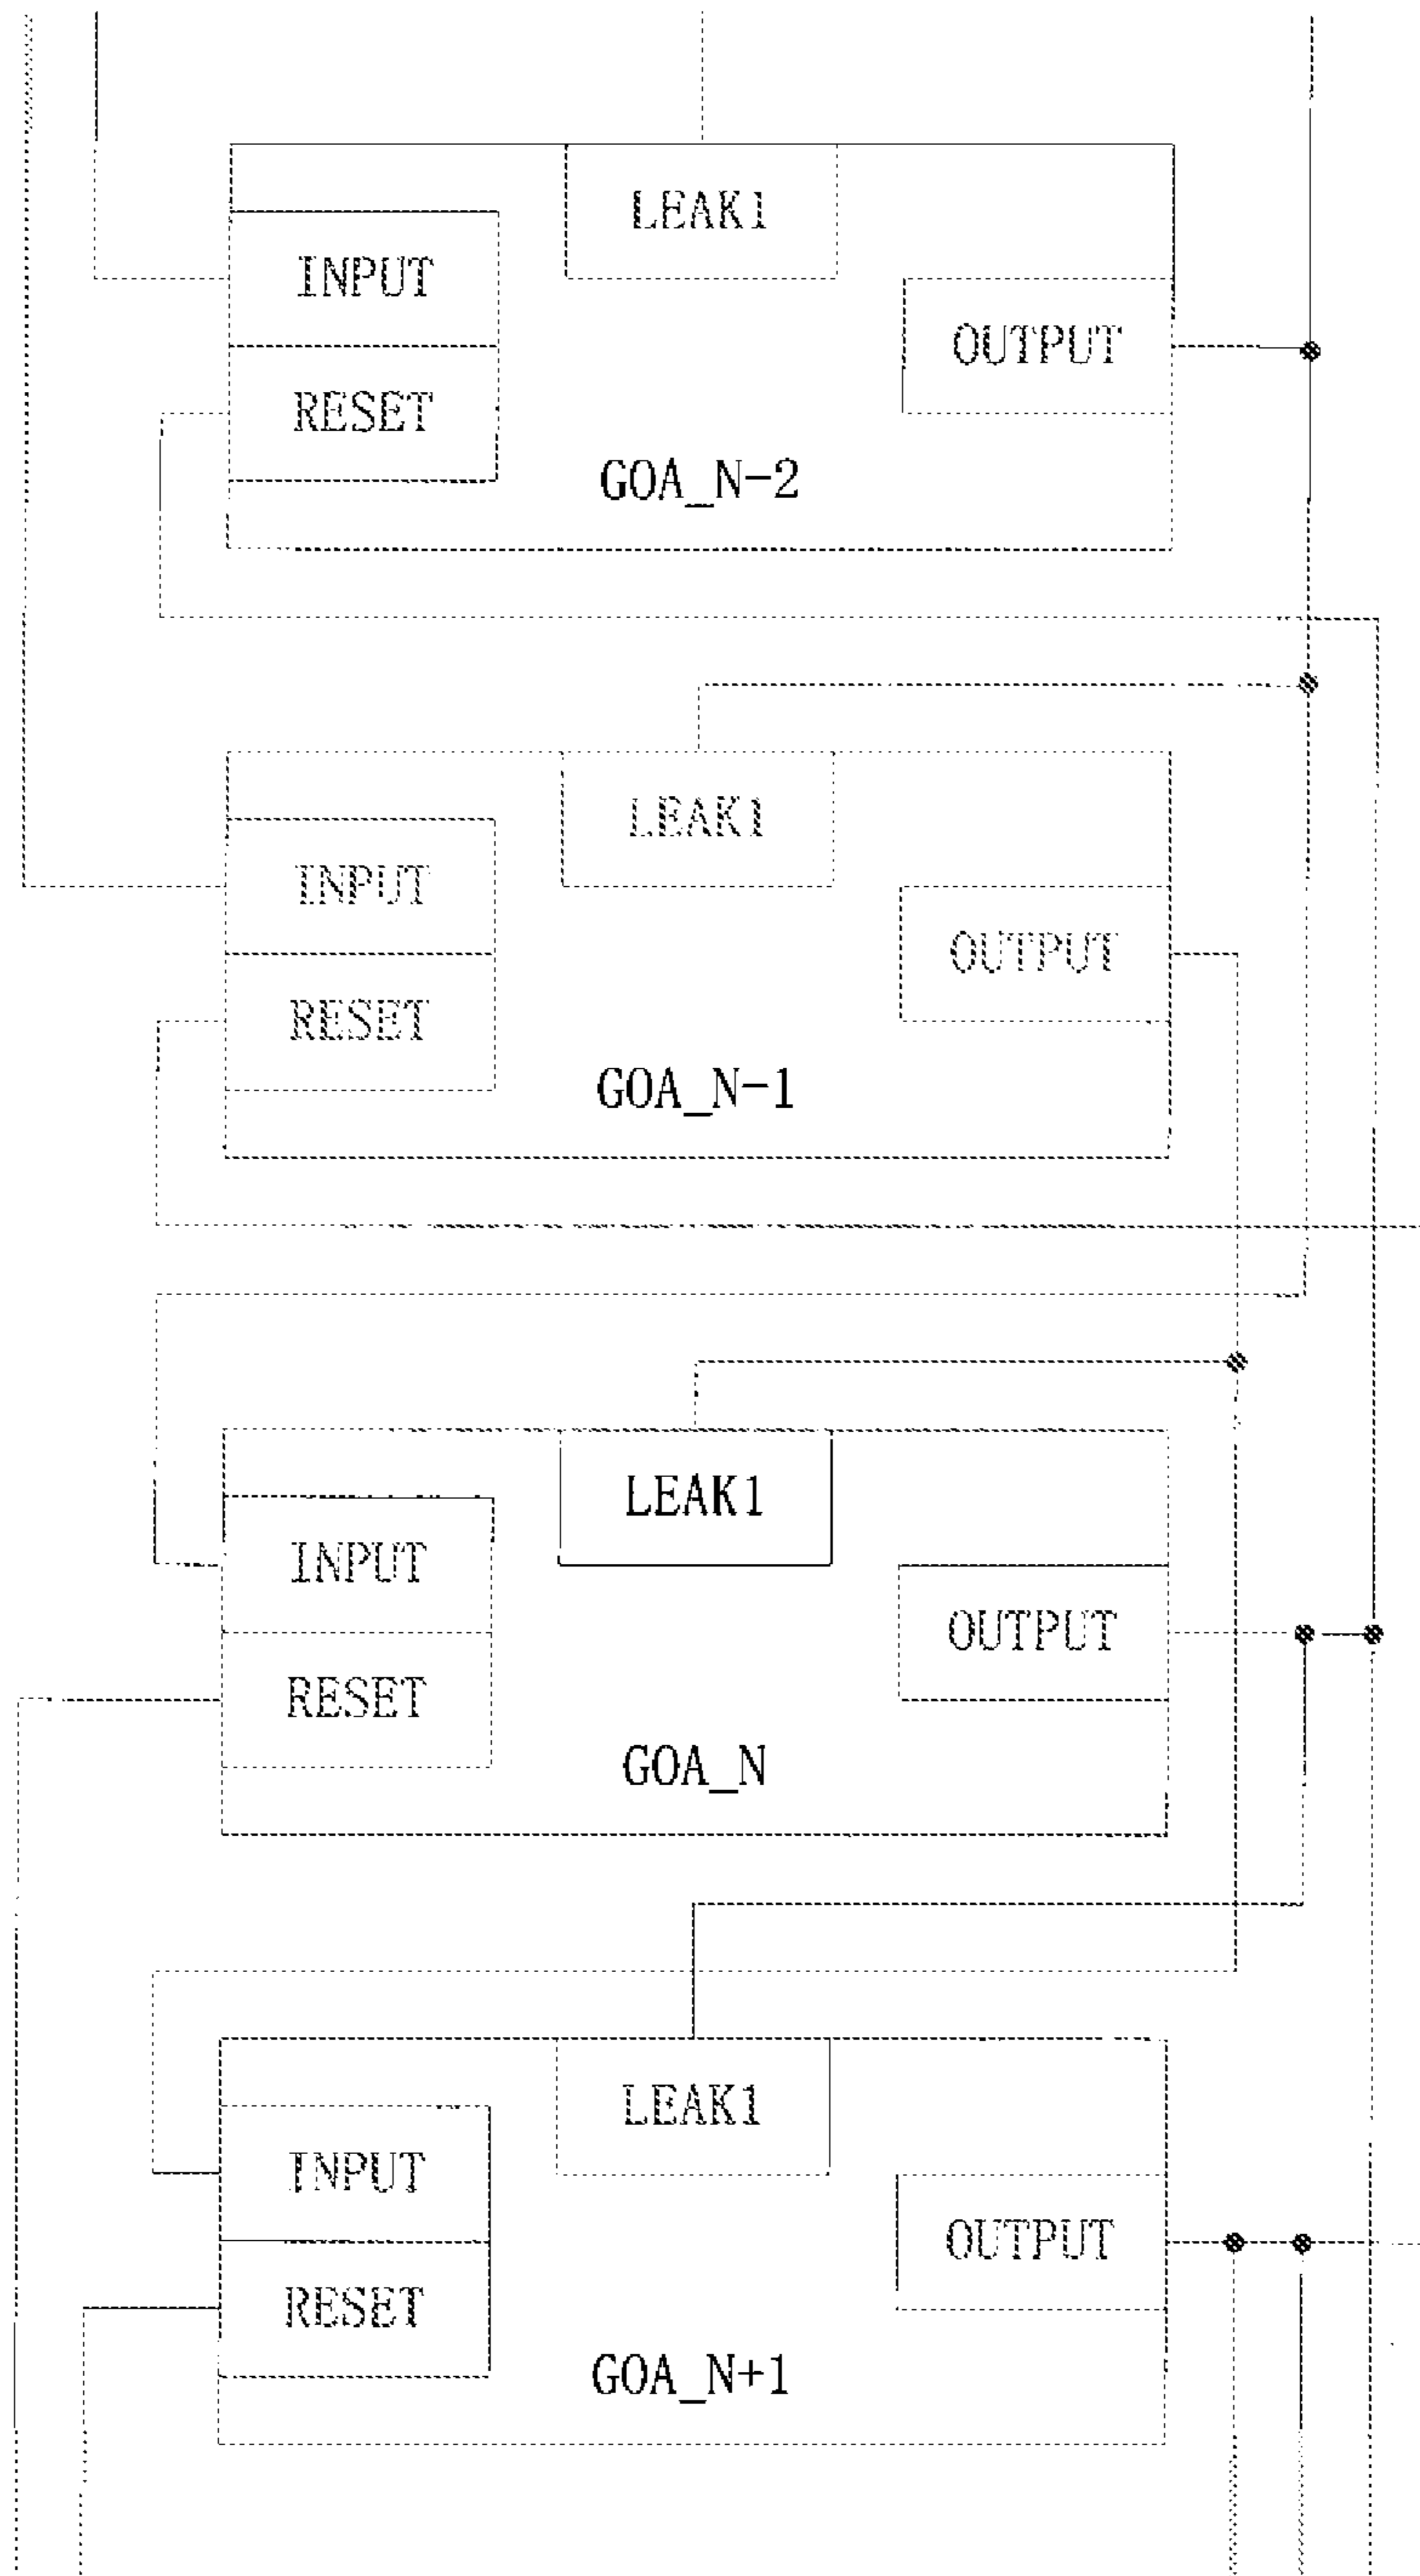 LEAK1
INPUT
OUTPUT
RESET
GOA_N-2
LEAK1
INPUT
OUTPUT
RESET
GOA_N-1
LEAK1
INPUT
OUTPUT
RESET
GOA_N
LEAK1
INPUT
OUTPUT
RESET
GOA_N+1